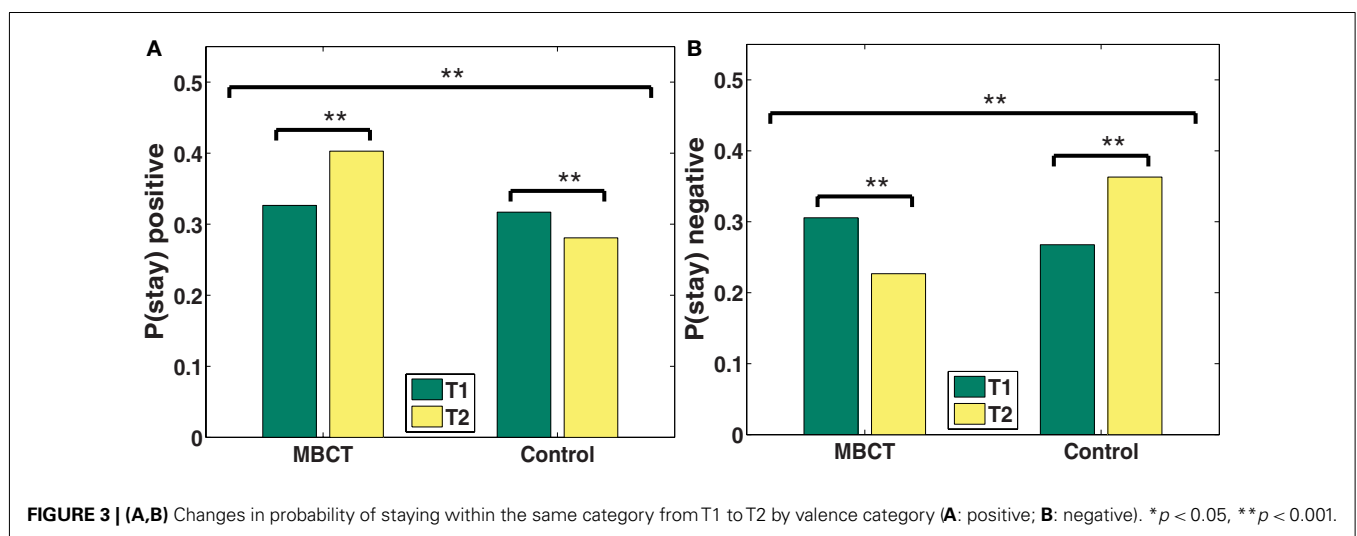 A
P(stay) positive
0.5
0.4
0.3
0.2
0.1
0
**
**
**
T1
T2
MBCT
Control
B
P(stay) negative
0.5
0.4
0.3
0.2
0.1
0
**
**
**
T1
T2
MBCT
Control
FIGURE 3 | (A,B) Changes in probability of staying within the same category from T1 to T2 by valence category (A: positive; B: negative). *p < 0.05, **p < 0.001.